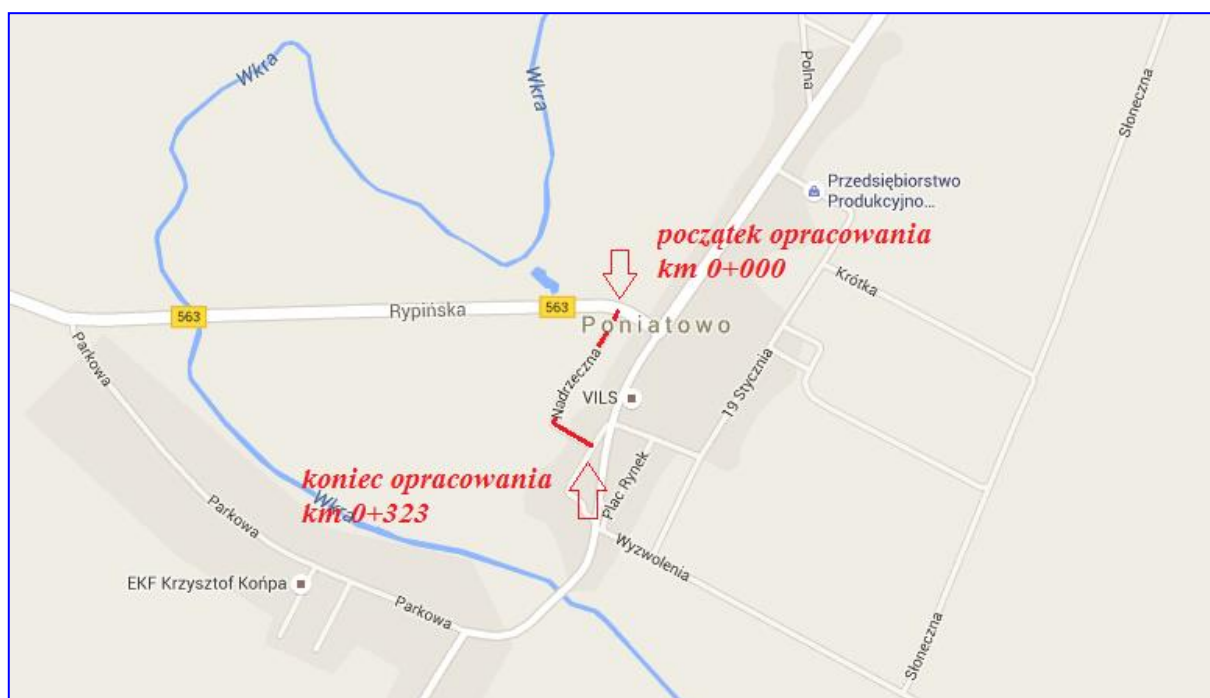 Wkra
Wkra
Polna
Słoneczna
Przedsiębiorstwo
Produkcyjno...
początek opracowania
km 0+000
Krótka
563
Rypińska
563
Poniatowo
Parkowa
Nadrzeczna
VILS
19 Stycznia
koniec opracowania
km 0+323
Plac Rynek
Wkra
Parkowa
Wyzwolenia
EKF Krzysztof Końpa
Parkowa
Słoneczna